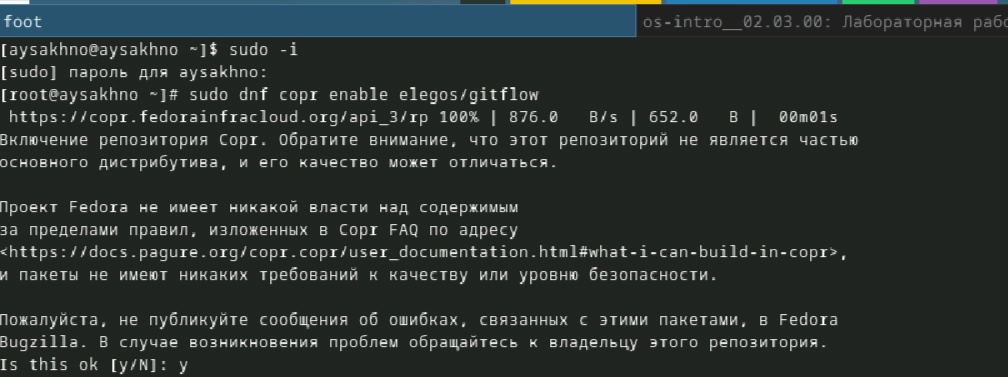 foot
os-intro__02.03.00: Лабораторная рабо
[aysakhno@aysakhno ~]$ sudo -i
[sudo] пароль для aysakhno:
[root@aysakhno ~]# sudo dnf copr enable elegos/gitflow
https://copr.fedorainfracloud.org/api_3/rp 100% | 876.0   B/s | 652.0   B |  00m01s
Включение репозитория Copr. Обратите внимание, что этот репозиторий не является частью
основного дистрибутива, и его качество может отличаться.
Проект Fedora не имеет никакой власти над содержимым
за пределами правил, изложенных в Copr FAQ по адресу
<https://docs.pagure.org/copr.copr/user_documentation.html#what-i-can-build-in-copr>,
и пакеты не имеют никаких требований к качеству или уровню безопасности.
Пожалуйста, не публикуйте сообщения об ошибках, связанных с этими пакетами, в Fedora
Bugzilla. В случае возникновения проблем обращайтесь к владельцу этого репозитория.
Is this ok [y/N]: y